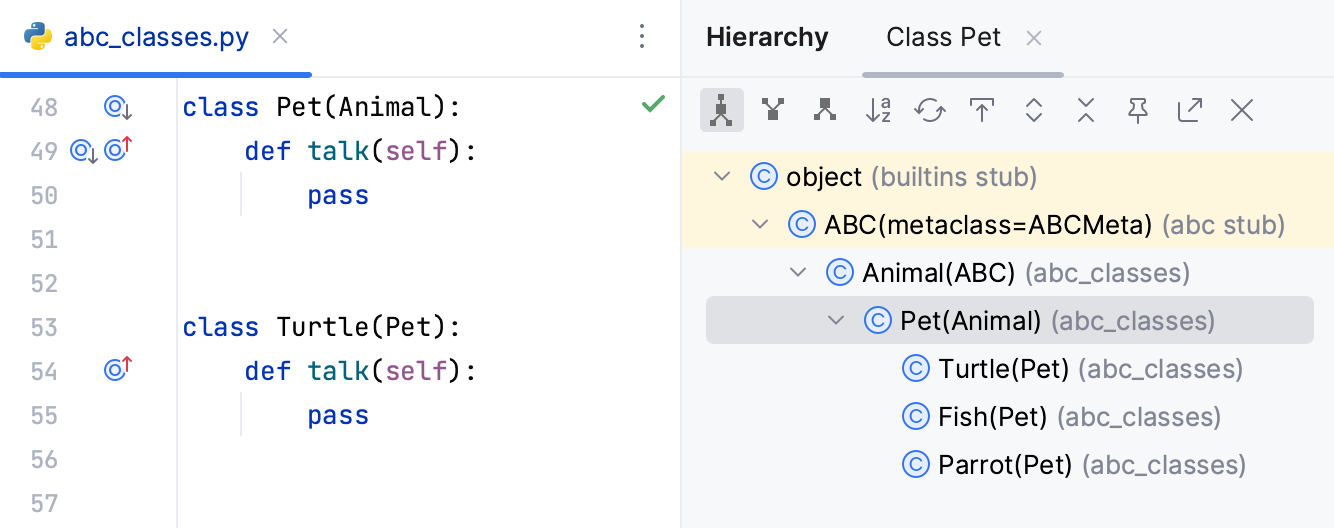 abc_classes.py
48 class Pet(Animal):
49 def talk(self):
50 pass
51
52
53 class Turtle(Pet):
54 def talk(self):
55 pass
56
57
Hierarchy Class Pet
object (builtins stub)
ABC(metaclass=ABCMeta) (abc stub)
Animal(ABC) (abc_classes)
Pet(Animal) (abc_classes)
Turtle(Pet) (abc_classes)
Fish(Pet) (abc_classes)
Parrot(Pet) (abc_classes)